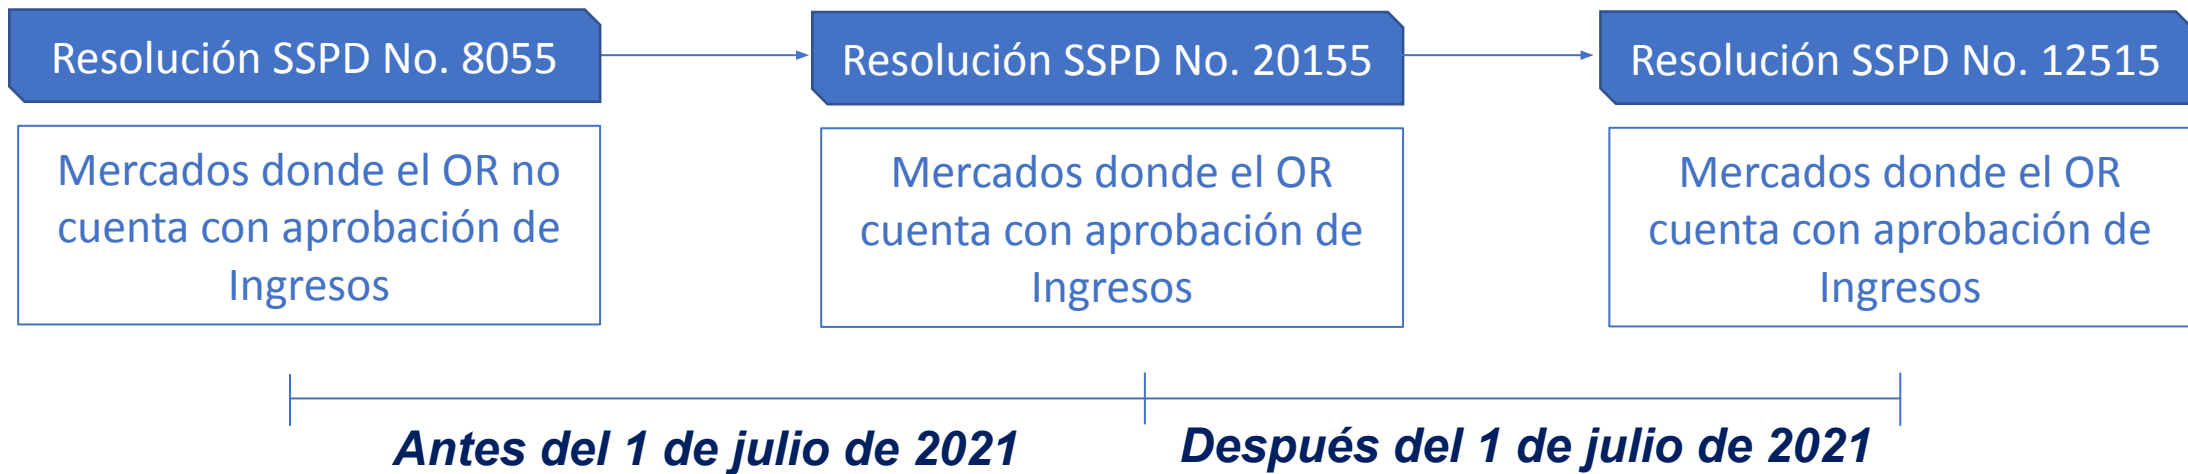 Resolución SSPD No. 8055
Resolución SSPD No. 20155
Resolución SSPD No. 12515
Mercados donde el OR no
cuenta con aprobación de
Ingresos
Mercados donde el OR
cuenta con aprobación de
Ingresos
Mercados donde el OR
cuenta con aprobación de
Ingresos
Antes del 1 de julio de 2021
Después del 1 de julio de 2021